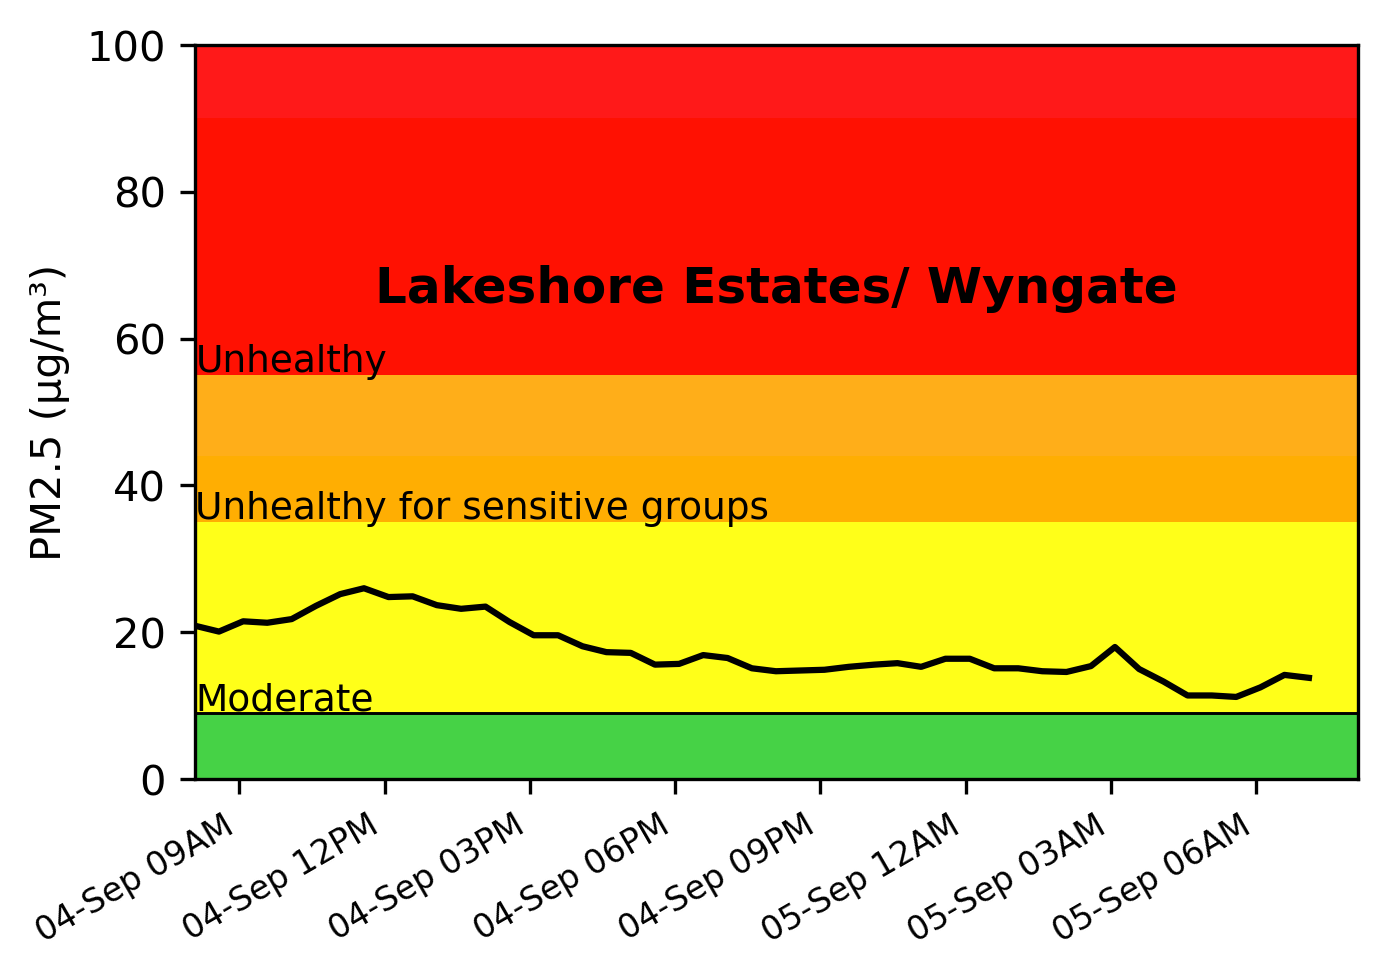 100
80
60
40
20
0
PM2.5 (µg/m³)
Lakeshore Estates/ Wyngate
Unhealthy
Unhealthy for sensitive groups
Moderate
04-Sep 09AM
04-Sep 12PM
04-Sep 03PM
04-Sep 06PM
04-Sep 09PM
05-Sep 12AM
05-Sep 03AM
05-Sep 06AM